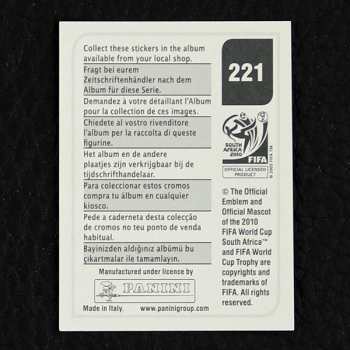 Collect these stickers in the album
available from your local shop.
Fragt bei eurem
Zeitschriftenhändler nach dem
Album für diese Serie.
Demandez à votre détaillant l'Album
pour la collection de ces images.
Chiedete al vostro rivenditore
l'album per la raccolta di queste
figurine.
Het album en de andere
plaatjes zijn verkrijgbaar bij de
tijdschrifthandelaar.
Para coleccionar estos cromos
compra tu álbum en cualquier
kiosco.
Pede a caderneta desta colecção
de cromos no teu ponto de venda
habitual.
Bayinizden aldığınız albümü bu
çıkartmalar ile tamamlayın.
Manufactured under licence by
PANINI
Made in Italy. www.paninigroup.com
221
SOUTH AFRICA
2010
FIFA
OFFICIAL LICENSED
PRODUCT
© The Official
Emblem and
Official Mascot
of the 2010
FIFA World Cup
South Africa™
and FIFA World
Cup Trophy are
copyrights and
trademarks of
FIFA. All rights
reserved.